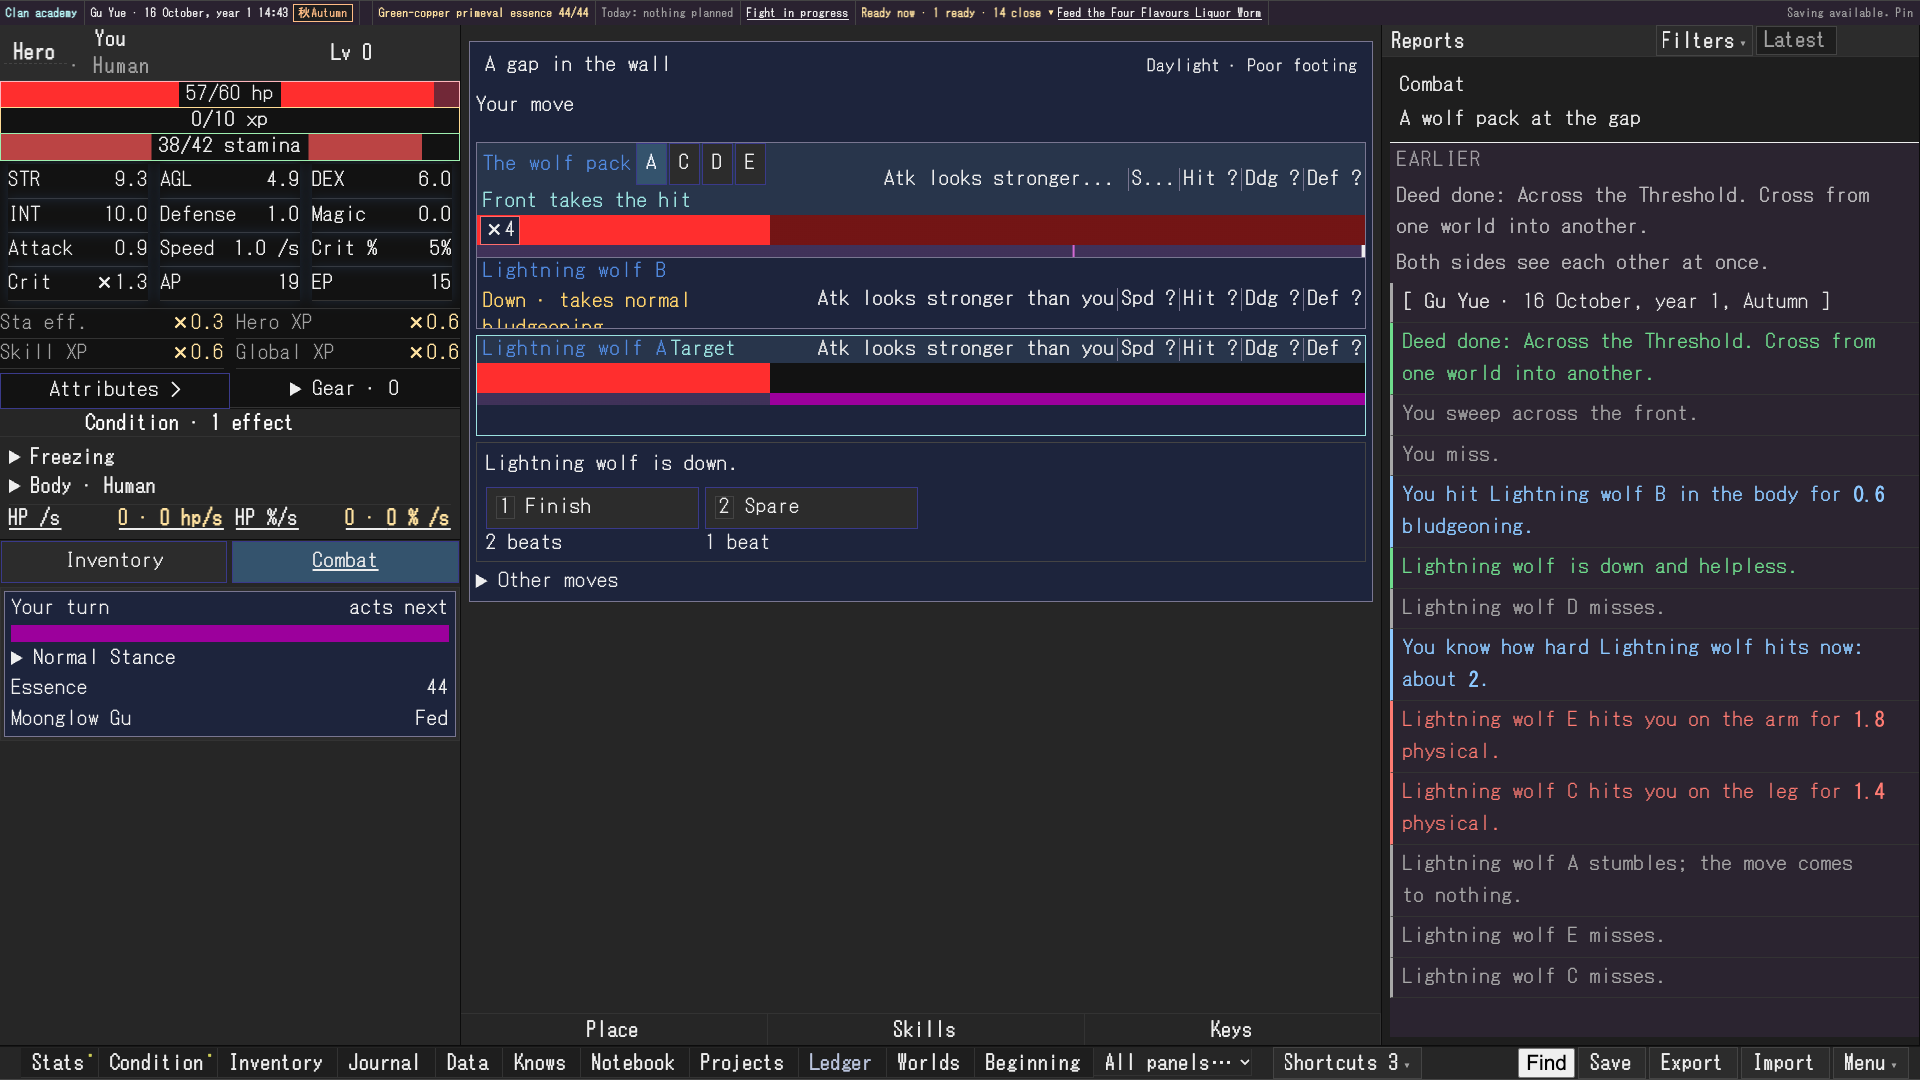 Clan academy Gu Yue · 16 October, year 1 14:43 秋Autumn Green-copper primeval essence 44/44 Today: nothing planned Fight in progress Ready now · 1 ready · 14 close ▾ Feed the Four Flavours Liquor Worm Saving available. Pin
Hero · You Human Lv 0
57/60 hp
0/10 xp
38/42 stamina
STR 9.3 AGL 4.9 DEX 6.0
INT 10.0 Defense 1.0 Magic 0.0
Attack 0.9 Speed 1.0 /s Crit % 5%
Crit ×1.3 AP 19 EP 15
Sta eff. ×0.3 Hero XP ×0.6
Skill XP ×0.6 Global XP ×0.6
Attributes > ▶ Gear · 0
Condition · 1 effect
▶ Freezing
▶ Body · Human
HP /s 0 · 0 hp/s HP %/s 0 · 0 % /s
Inventory Combat
Your turn acts next
▶ Normal Stance
Essence 44
Moonglow Gu Fed
A gap in the wall Daylight · Poor footing
Your move
The wolf pack A C D E Atk looks stronger... |S...|Hit ?|Ddg ?|Def ?
Front takes the hit
×4
Lightning wolf B
Down · takes normal bludgeoning Atk looks stronger than you|Spd ?|Hit ?|Ddg ?|Def ?
Lightning wolf A Target Atk looks stronger than you|Spd ?|Hit ?|Ddg ?|Def ?
Lightning wolf is down.
1 Finish 2 Spare
2 beats 1 beat
▶ Other moves
Place Skills Keys
Reports Filters ▾ Latest
Combat
A wolf pack at the gap
EARLIER
Deed done: Across the Threshold. Cross from
one world into another.
Both sides see each other at once.
[ Gu Yue · 16 October, year 1, Autumn ]
Deed done: Across the Threshold. Cross from
one world into another.
You sweep across the front.
You miss.
You hit Lightning wolf B in the body for 0.6
bludgeoning.
Lightning wolf is down and helpless.
Lightning wolf D misses.
You know how hard Lightning wolf hits now:
about 2.
Lightning wolf E hits you on the arm for 1.8
physical.
Lightning wolf C hits you on the leg for 1.4
physical.
Lightning wolf A stumbles; the move comes
to nothing.
Lightning wolf E misses.
Lightning wolf C misses.
Stats Condition Inventory Journal Data Knows Notebook Projects Ledger Worlds Beginning All panels… Shortcuts 3 ▾ Find Save Export Import Menu ▾